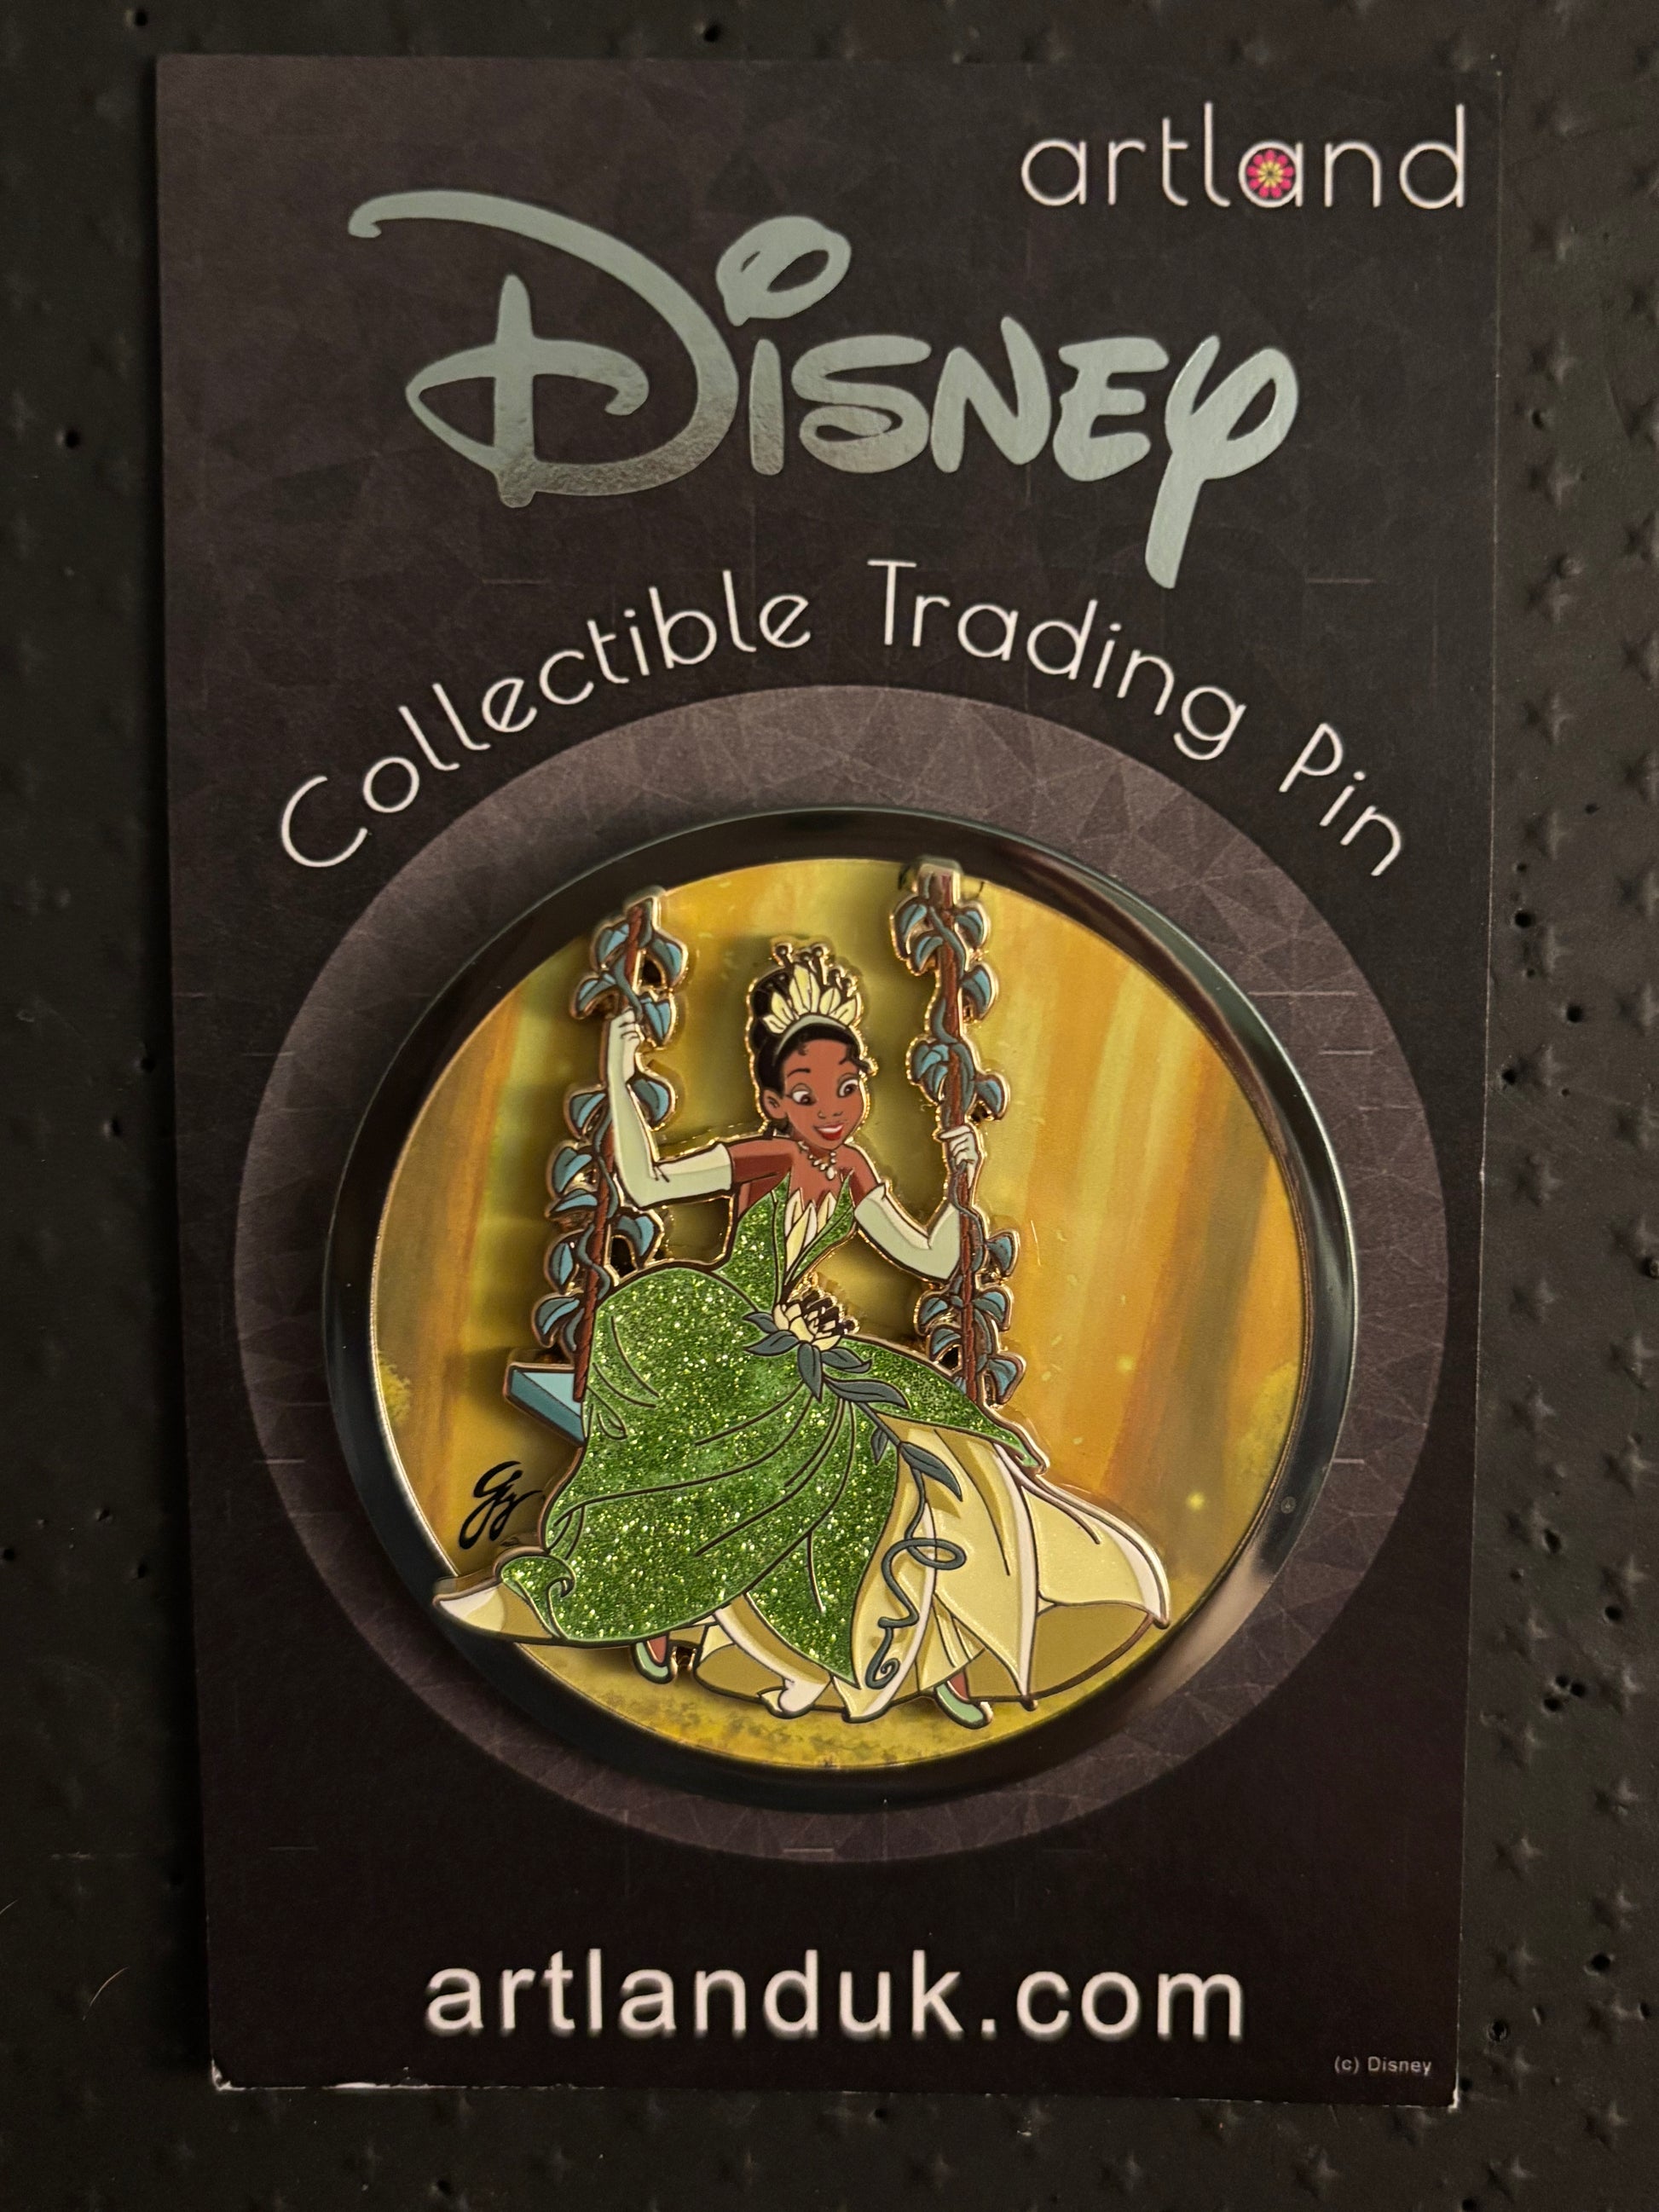 artland
Disney
Collectible Trading Pin
artlanduk.com
(c) Disney